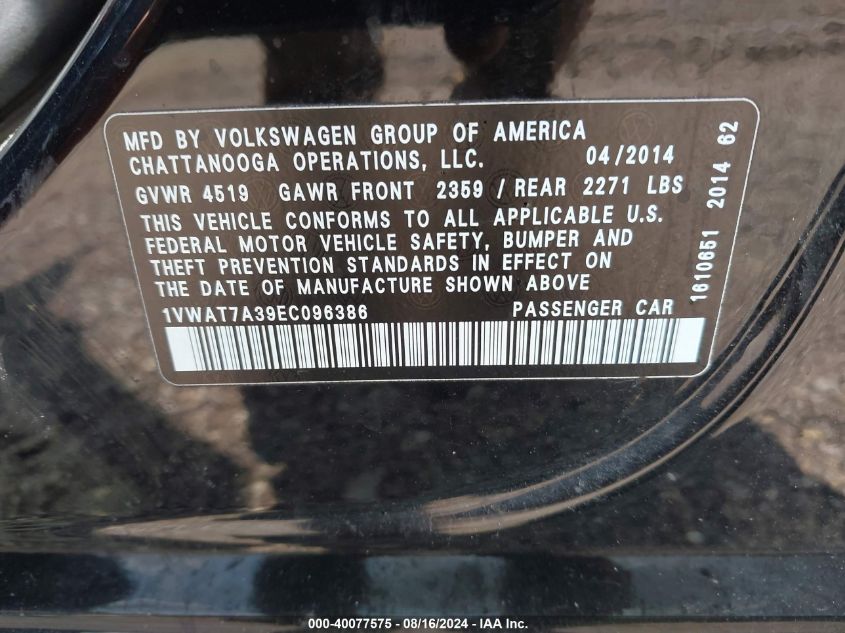 MFD BY VOLKSWAGEN GROUP OF AMERICA
CHATTANOOGA OPERATIONS, LLC. 04/2014
GVWR 4519 GAWR FRONT 2359 / REAR 2271 LBS
THIS VEHICLE CONFORMS TO ALL APPLICABLE U.S.
FEDERAL MOTOR VEHICLE SAFETY, BUMPER AND
THEFT PREVENTION STANDARDS IN EFFECT ON
THE DATE OF MANUFACTURE SHOWN ABOVE
1VWAT7A39EC096386 PASSENGER CAR
1610651 2014 62
000-40077575 - 08/16/2024 - IAA Inc.